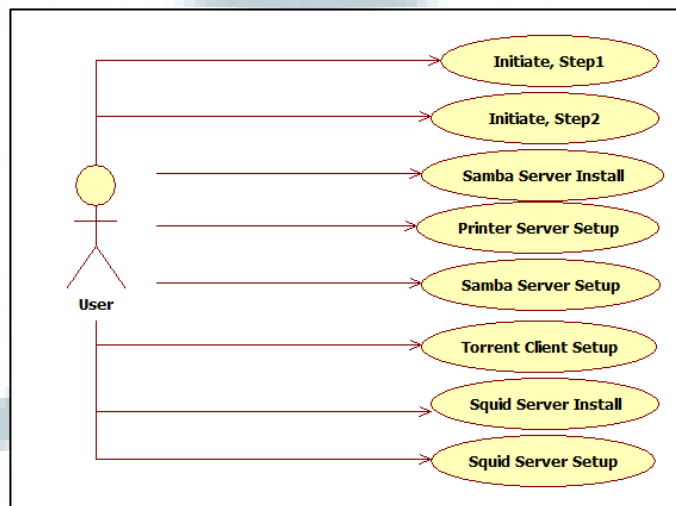 Initiate, Step1
Initiate, Step2
Samba Server Install
Printer Server Setup
Samba Server Setup
User
Torrent Client Setup
Squid Server Install
Squid Server Setup